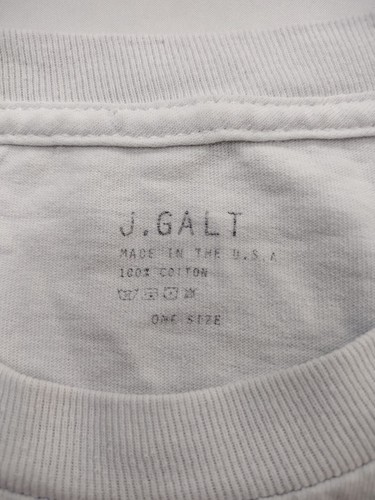 J.GALT
MADE IN THE U.S.A
100% COTTON
ONE SIZE